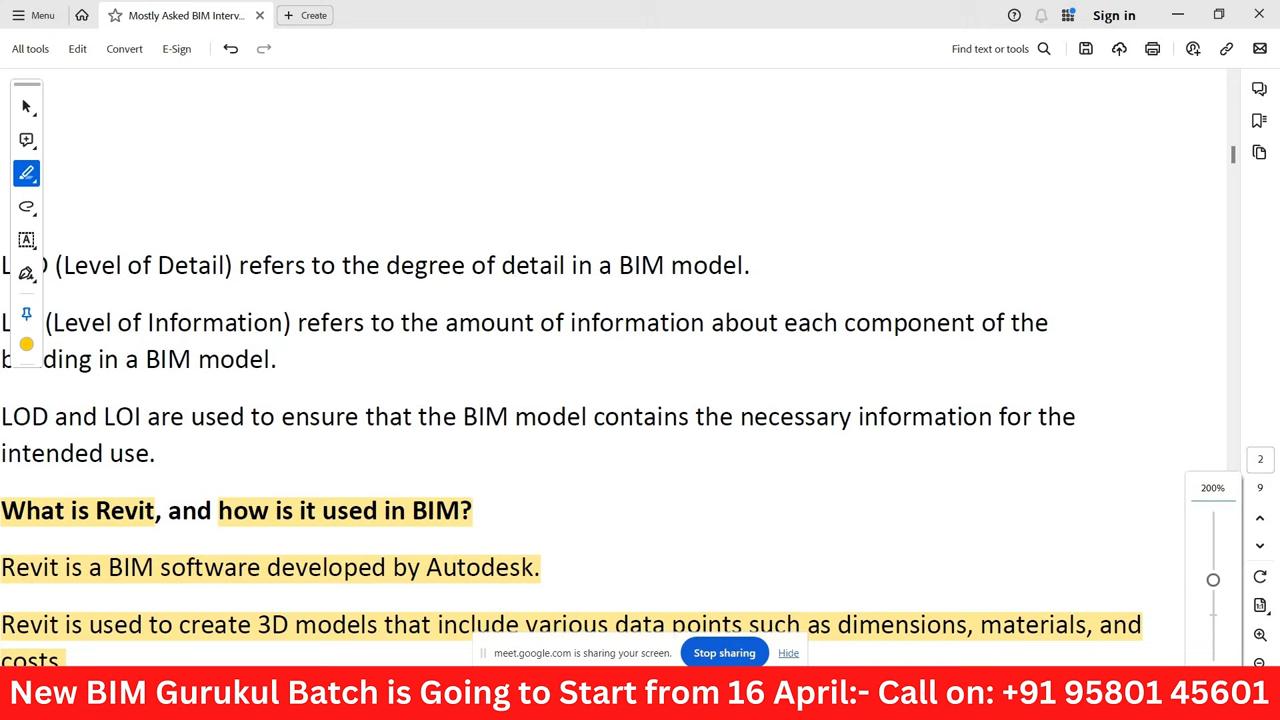 Menu
Mostly Asked BIM Interv...
Create
Sign in
All tools Edit Convert E-Sign
Find text or tools
(Level of Detail) refers to the degree of detail in a BIM model.
(Level of Information) refers to the amount of information about each component of the
in a BIM model.
LOD and LOI are used to ensure that the BIM model contains the necessary information for the
intended use.
What is Revit, and how is it used in BIM?
Revit is a BIM software developed by Autodesk.
Revit is used to create 3D models that include various data points such as dimensions, materials, and
costs.
2
9
200%
meet.google.com is sharing your screen. Stop sharing Hide
New BIM Gurukul Batch is Going to Start from 16 April:- Call on: +91 95801 45601